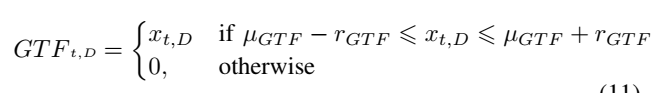 GTF_{t,D} = { x_{t,D} if μ_{GTF} − r_{GTF} ⩽ x_{t,D} ⩽ μ_{GTF} + r_{GTF}
0, otherwise
(11)